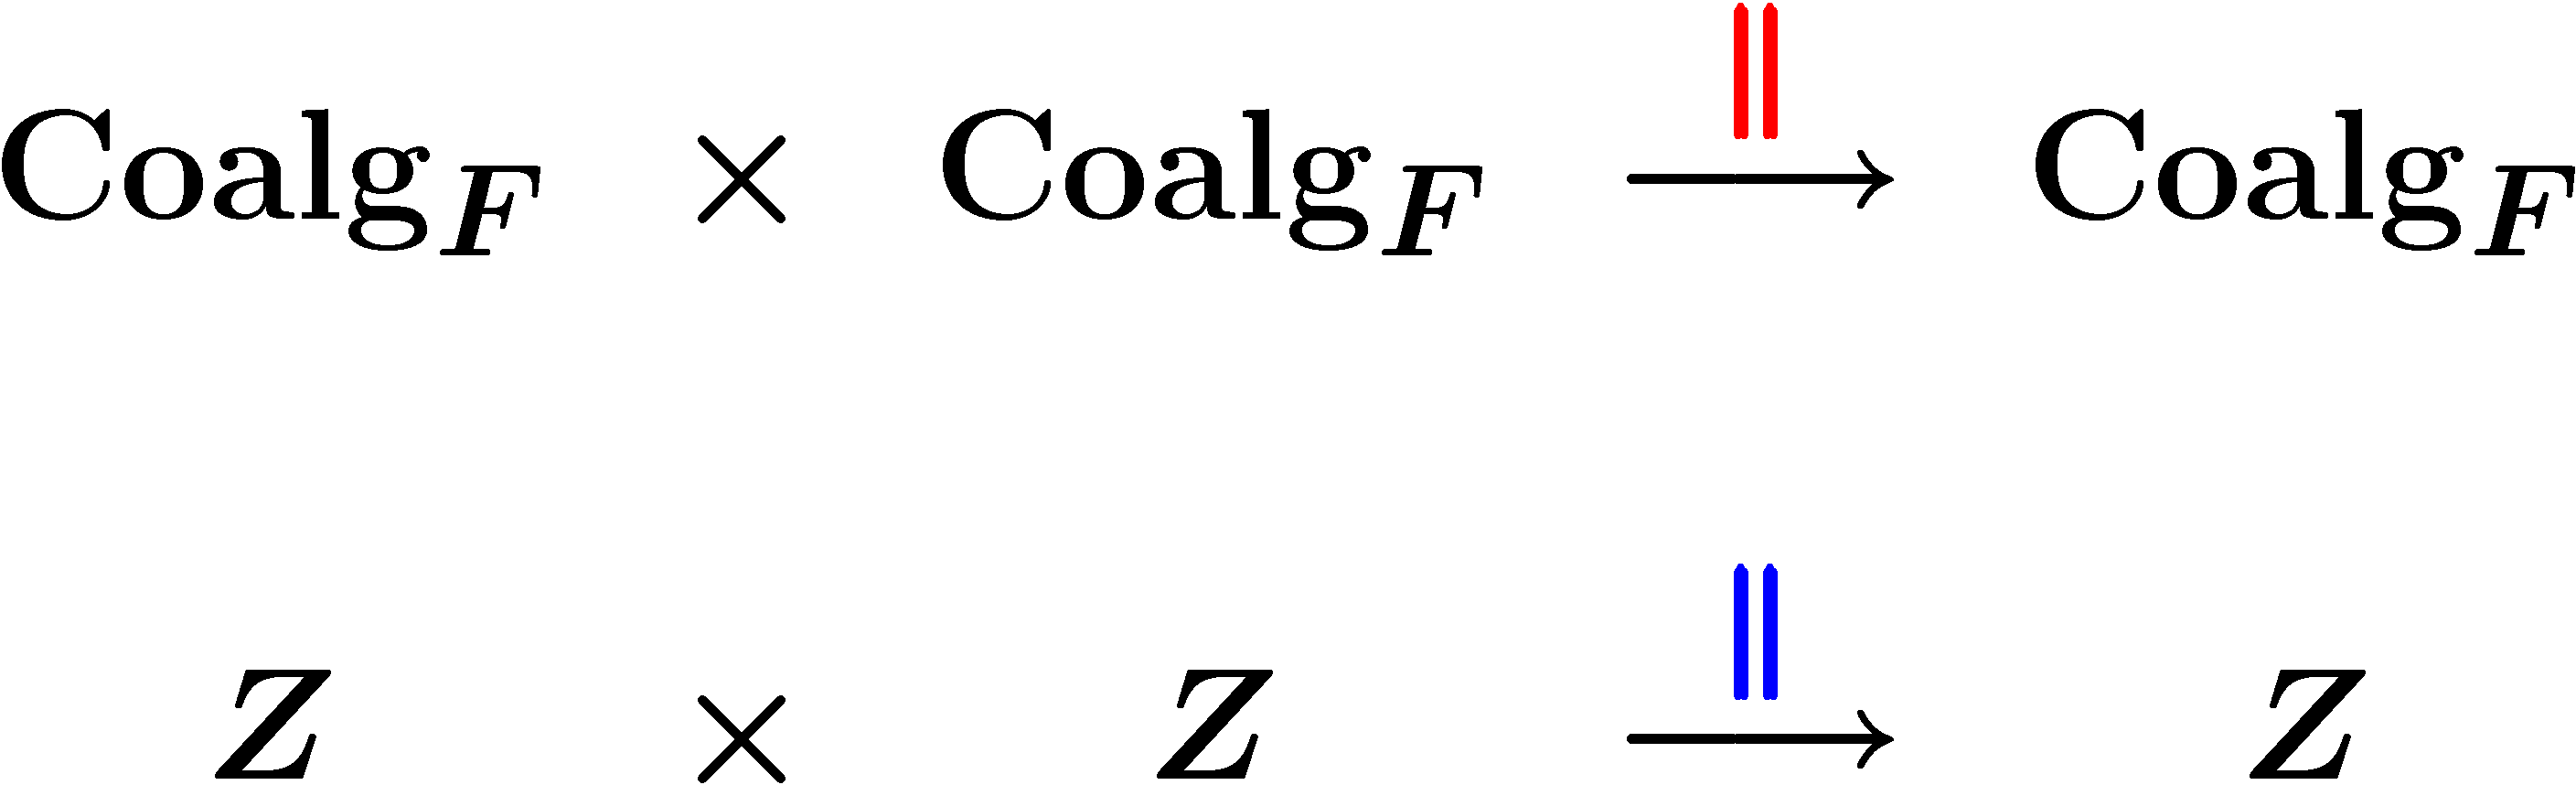 ∥
Coalg_F × Coalg_F ⟶ Coalg_F
∥
Z × Z ⟶ Z